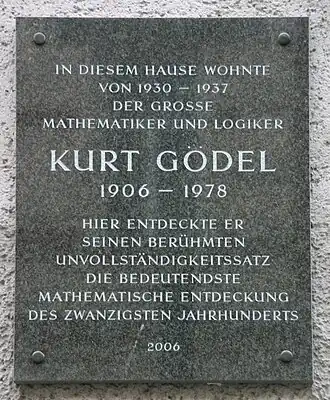 IN DIESEM HAUSE WOHNTE
VON 1930 – 1937
DER GROSSE
MATHEMATIKER UND LOGIKER
KURT GÖDEL
1906 – 1978
HIER ENTDECKTE ER
SEINEN BERÜHMTEN
UNVOLLSTÄNDIGKEITSSATZ
DIE BEDEUTENDSTE
MATHEMATISCHE ENTDECKUNG
DES ZWANZIGSTEN JAHRHUNDERTS
2006